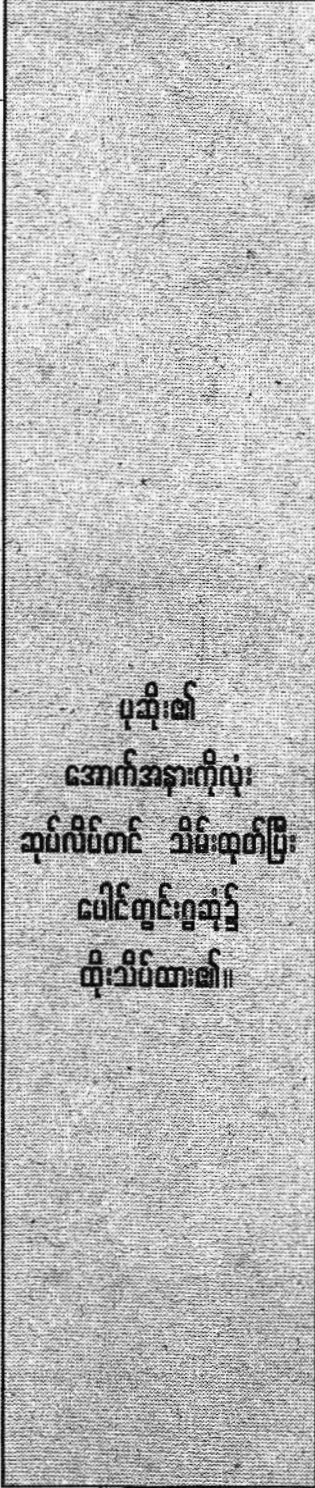 ပုဆိုး၏
အောက်အနားကိုလုံး
ဆုပ်လိပ်တင် သိမ်းထုတ်ပြီး
ပေါင်တွင်းဂွဆုံ၌
ထိုးသိပ်ထား၏။